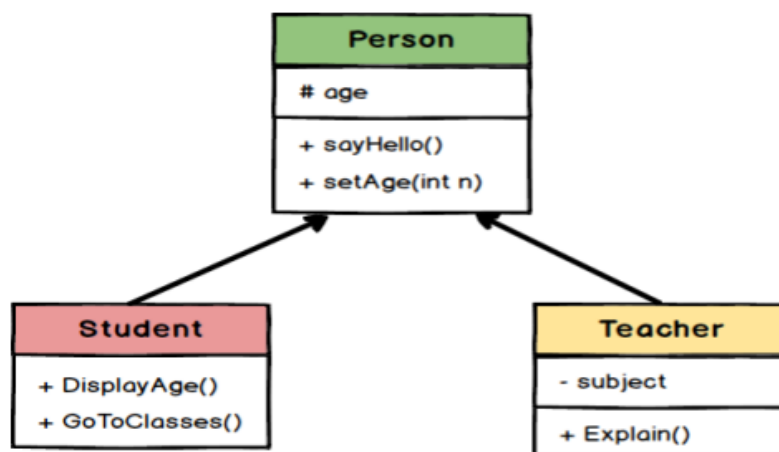 Person
# age
+ sayHello()
+ setAge(int n)
Student
+ DisplayAge()
+ GoToClasses()
Teacher
- subject
+ Explain()